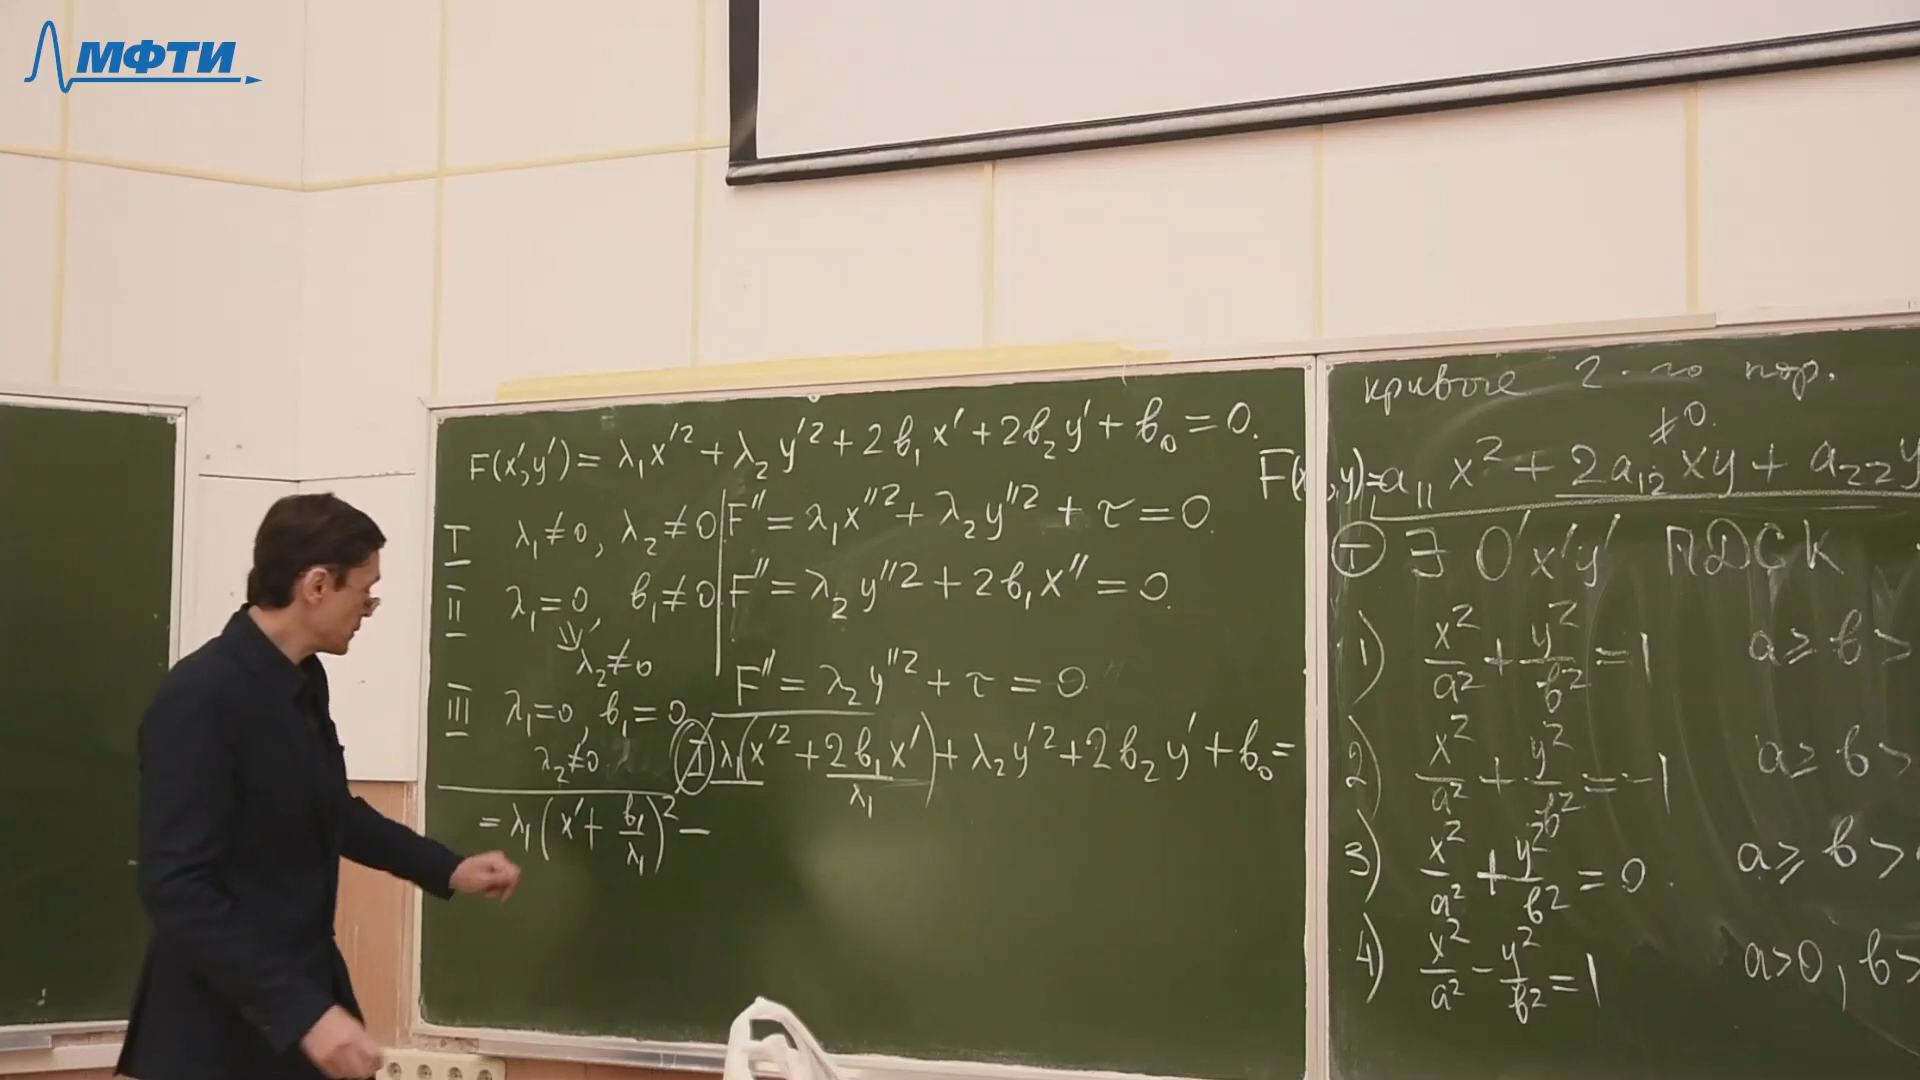 МФТИ
F(x',y') = λ₁x'² + λ₂y'² + 2b₁x' + 2b₂y' + b₀ = 0.
I λ₁≠0, λ₂≠0 | F'' = λ₁x''² + λ₂y''² + τ = 0.
II λ₁=0 b₁≠0 | F'' = λ₂y''² + 2b₁x'' = 0.
⇓
λ₂≠0
F'' = λ₂y''² + τ = 0.
III λ₁=0, b₁=0
λ₂≠0.
I λ₁(x'² + 2b₁x'/λ₁) + λ₂y'² + 2b₂y' + b₀ =
= λ₁(x' + b₁/λ₁)² −
кривые 2-го пор.
≠0.
F(x,y)= a₁₁x² + 2a₁₂xy + a₂₂y
I ∃ O'x'y' ПДСК
1) x²/a² + y²/b² = 1 a ≥ b >
2) x²/a² + y²/b² = −1 a ≥ b >
3) x²/a² + y²/b² = 0. a ≥ b >
4) x²/a² − y²/b² = 1 a>0, b>